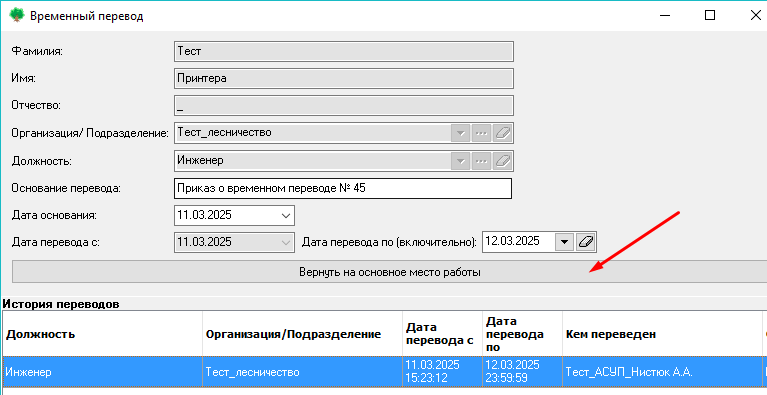 Временный перевод
Фамилия: Тест
Имя: Принтера
Отчество: _
Организация/ Подразделение: Тест_лесничество
Должность: Инженер
Основание перевода: Приказ о временном переводе № 45
Дата основания: 11.03.2025
Дата перевода с: 11.03.2025 Дата перевода по (включительно): 12.03.2025
Вернуть на основное место работы
История переводов
Должность Организация/Подразделение Дата перевода с Дата перевода по Кем переведен
Инженер Тест_лесничество 11.03.2025 15:23:12 12.03.2025 23:59:59 Тест_АСУП_Нистюк А.А.